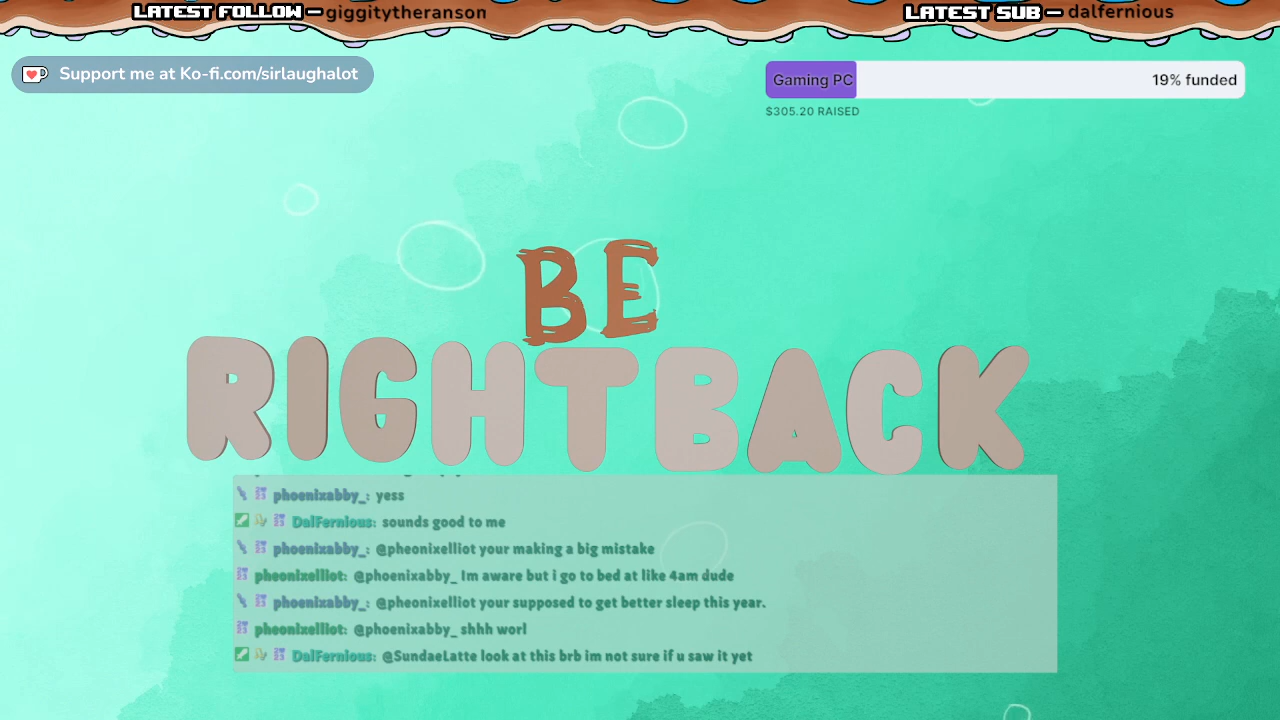 LATEST FOLLOW – giggitytheranson
LATEST SUB – dalfernious
Support me at Ko-fi.com/sirlaughalot
Gaming PC 19% funded
$305.20 RAISED
BE
RIGHT BACK
phoenixabby_: yess
DalFernious: sounds good to me
phoenixabby_: @pheonixelliot your making a big mistake
pheonixelliot: @phoenixabby_ Im aware but i go to bed at like 4am dude
phoenixabby_: @pheonixelliot your supposed to get better sleep this year.
pheonixelliot: @phoenixabby_ shhh worl
DalFernious: @SundaeLatte look at this brb im not sure if u saw it yet